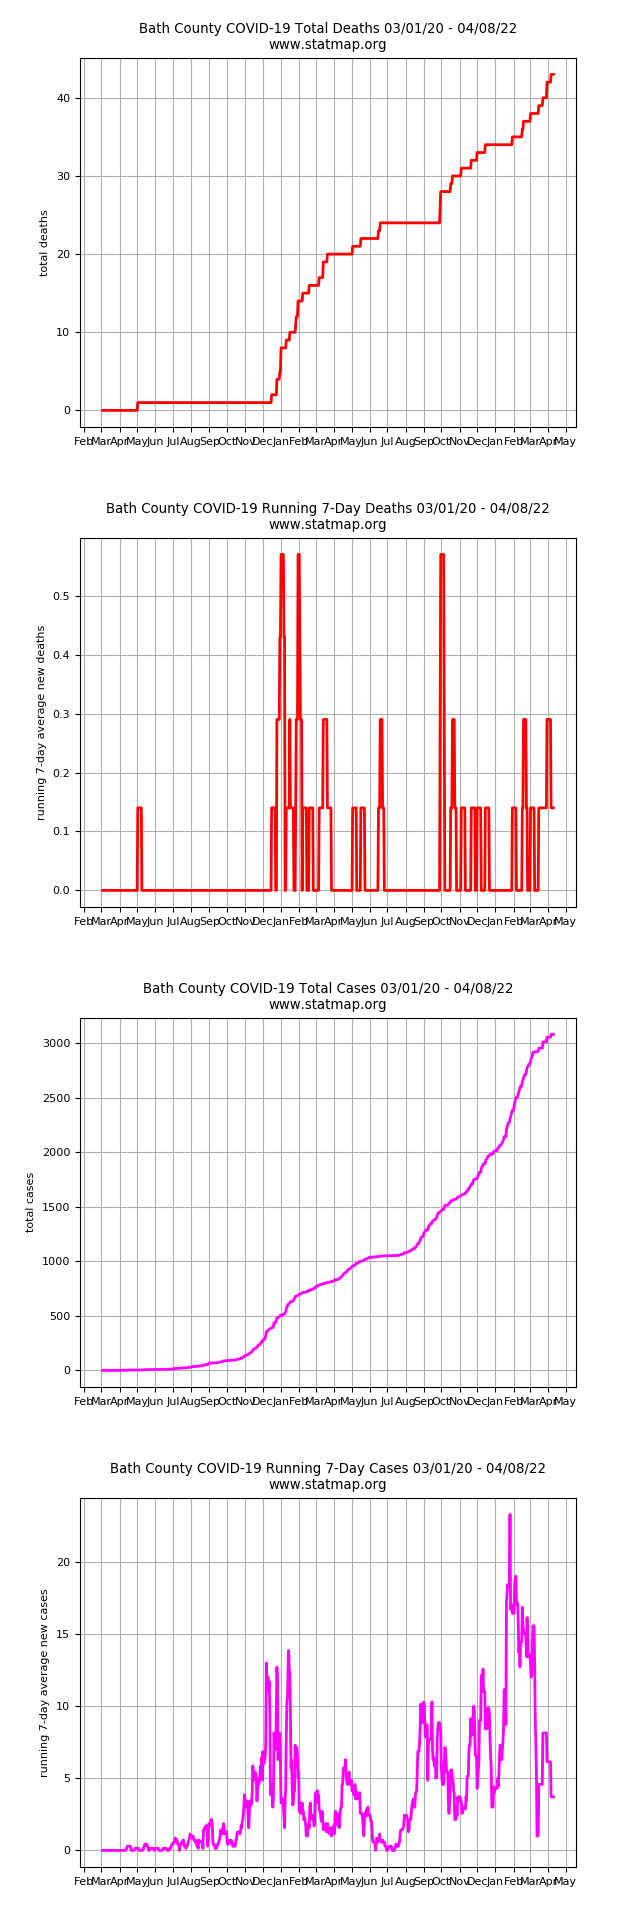 Bath County COVID-19 Total Deaths 03/01/20 - 04/08/22
www.statmap.org
40
30
20
10
0
total deaths
Feb Mar Apr May Jun Jul Aug Sep Oct Nov Dec Jan Feb Mar Apr May Jun Jul Aug Sep Oct Nov Dec Jan Feb Mar Apr May
Bath County COVID-19 Running 7-Day Deaths 03/01/20 - 04/08/22
www.statmap.org
0.5
0.4
0.3
0.2
0.1
0.0
running 7-day average new deaths
Feb Mar Apr May Jun Jul Aug Sep Oct Nov Dec Jan Feb Mar Apr May Jun Jul Aug Sep Oct Nov Dec Jan Feb Mar Apr May
Bath County COVID-19 Total Cases 03/01/20 - 04/08/22
www.statmap.org
3000
2500
2000
1500
1000
500
0
total cases
Feb Mar Apr May Jun Jul Aug Sep Oct Nov Dec Jan Feb Mar Apr May Jun Jul Aug Sep Oct Nov Dec Jan Feb Mar Apr May
Bath County COVID-19 Running 7-Day Cases 03/01/20 - 04/08/22
www.statmap.org
20
15
10
5
0
running 7-day average new cases
Feb Mar Apr May Jun Jul Aug Sep Oct Nov Dec Jan Feb Mar Apr May Jun Jul Aug Sep Oct Nov Dec Jan Feb Mar Apr May